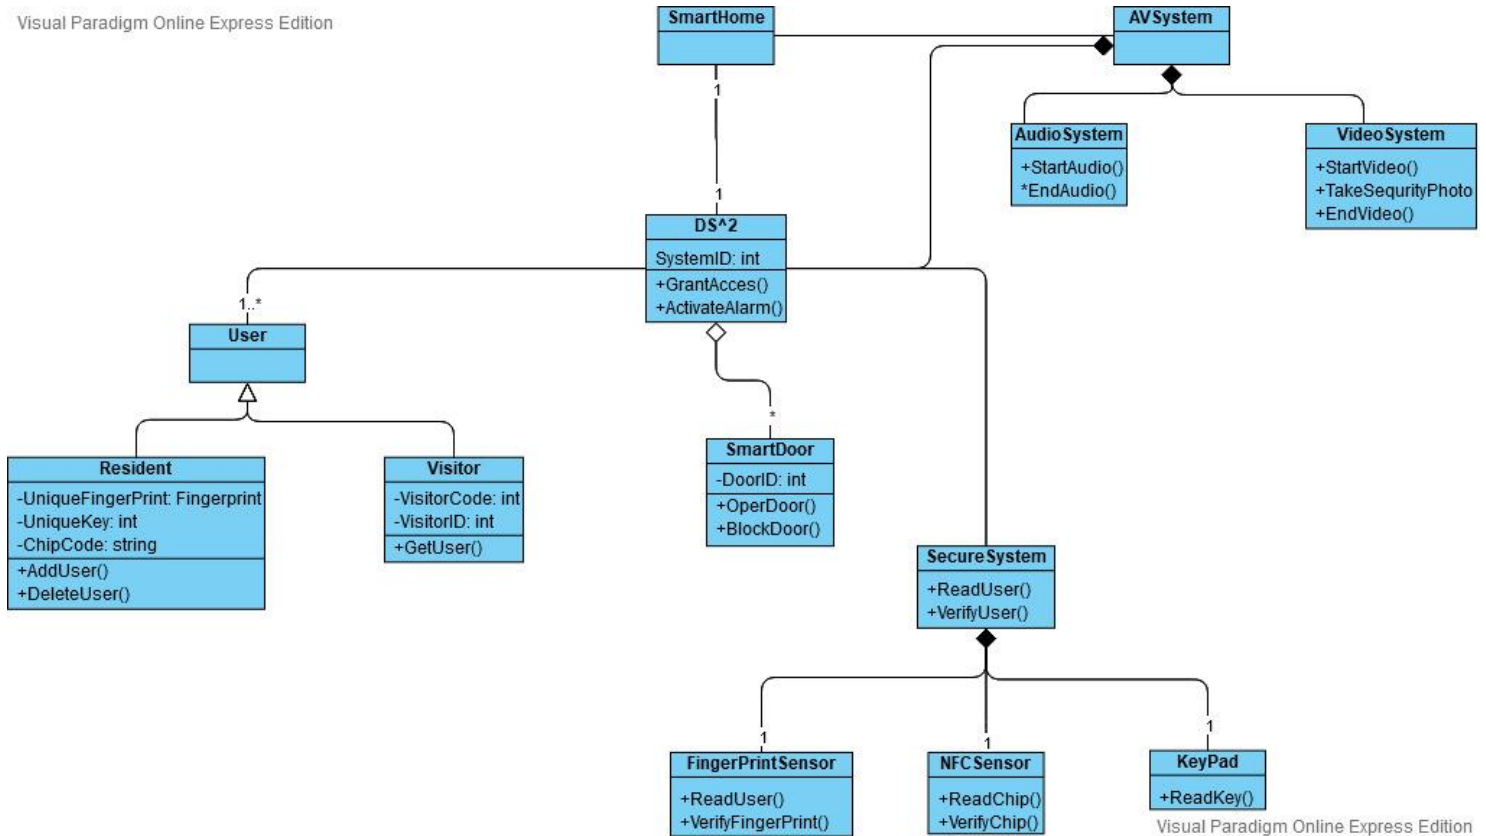 Visual Paradigm Online Express Edition
SmartHome
AVSystem
1
AudioSystem
+StartAudio()
*EndAudio()
VideoSystem
+StartVideo()
+TakeSequrityPhoto
+EndVideo()
1
DS^2
SystemID: int
+GrantAcces()
+ActivateAlarm()
1..*
User
*
Resident
-UniqueFingerPrint: Fingerprint
-UniqueKey: int
-ChipCode: string
+AddUser()
+DeleteUser()
Visitor
-VisitorCode: int
-VisitorID: int
+GetUser()
SmartDoor
-DoorID: int
+OperDoor()
+BlockDoor()
SecureSystem
+ReadUser()
+VerifyUser()
1
1
1
FingerPrintSensor
+ReadUser()
+VerifyFingerPrint()
NFCSensor
+ReadChip()
+VerifyChip()
KeyPad
+ReadKey()
Visual Paradigm Online Express Edition